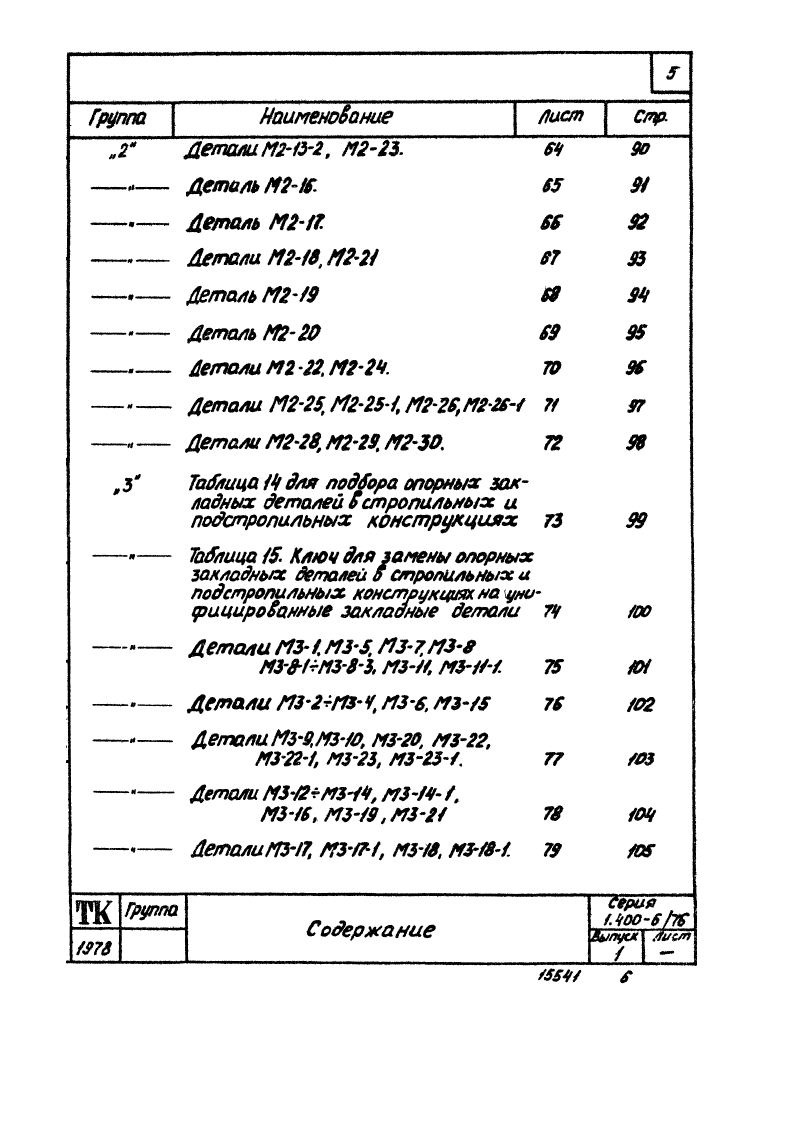 5
Группа Наименование Лист Стр.
„2“ Детали М2-13-2, М2-23. 64 90
—"— Деталь М2-16. 65 91
—"— Деталь М2-17. 66 92
—"— Детали М2-18, М2-21 67 93
—"— Деталь М2-19 68 94
—"— Деталь М2-20 69 95
—"— Детали М2-22, М2-24. 70 96
—"— Детали М2-25, М2-25-1, М2-26, М2-26-1 71 97
—"— Детали М2-28, М2-29, М2-30. 72 98
„3“ Таблица 14 для подбора опорных зак-
ладных деталей в стропильных и
подстропильных конструкциях 73 99
—"— Таблица 15. Ключ для замены опорных
закладных деталей в стропильных и
подстропильных конструкциях на уни-
фицированные закладные детали 74 100
—"— Детали М3-1, М3-5, М3-7, М3-8
М3-8-1÷М3-8-3, М3-11, М3-11-1. 75 101
—"— Детали М3-2÷М3-4, М3-6, М3-15 76 102
—"— Детали М3-9, М3-10, М3-20, М3-22,
М3-22-1, М3-23, М3-23-1. 77 103
—"— Детали М3-12÷М3-14, М3-14-1,
М3-16, М3-19, М3-21 78 104
—"— Детали М3-17, М3-17-1, М3-18, М3-18-1. 79 105
ТК Группа Содержание Серия
1.400-6/76
1978 Выпуск Лист
1 —
15541 6